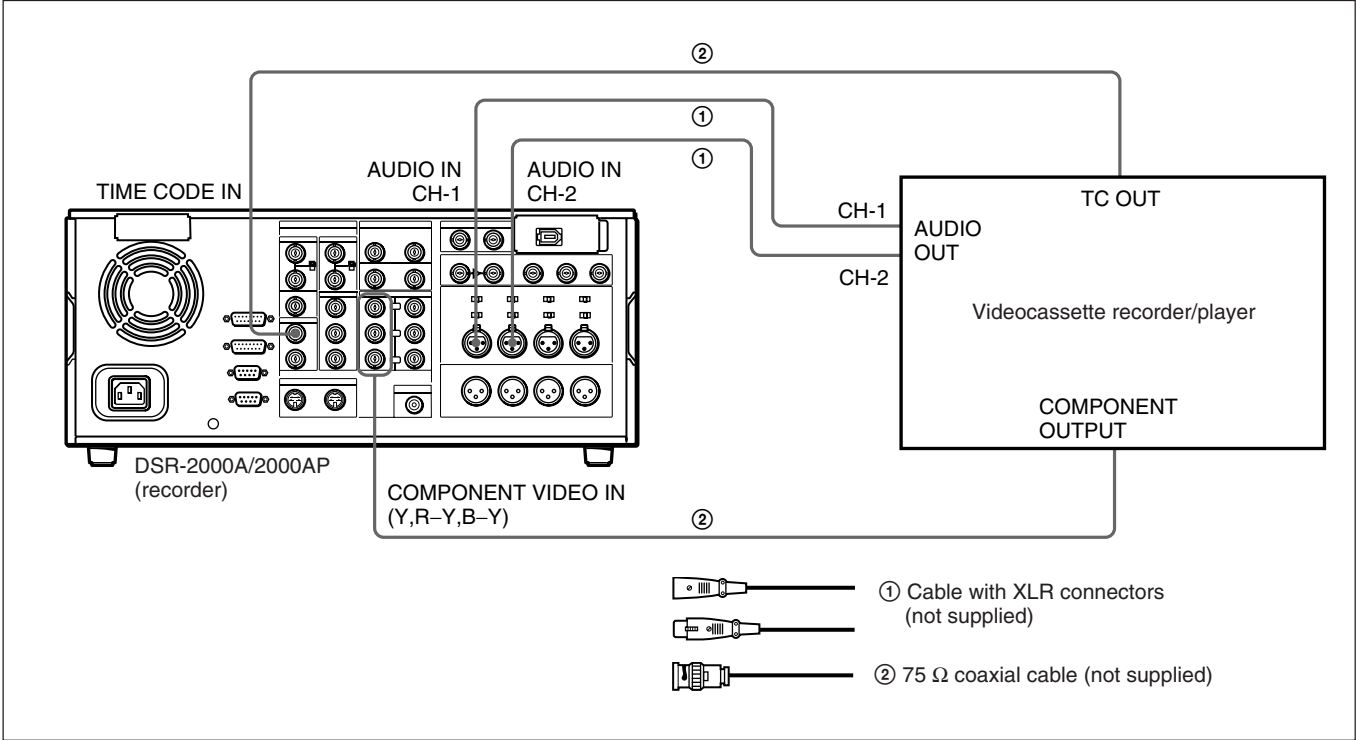 ②
①
①
AUDIO IN
CH-1
AUDIO IN
CH-2
TIME CODE IN
TC OUT
CH-1
AUDIO
OUT
CH-2
Videocassette recorder/player
COMPONENT
OUTPUT
DSR-2000A/2000AP
(recorder)
COMPONENT VIDEO IN
(Y,R–Y,B–Y)
②
① Cable with XLR connectors
(not supplied)
② 75 Ω coaxial cable (not supplied)